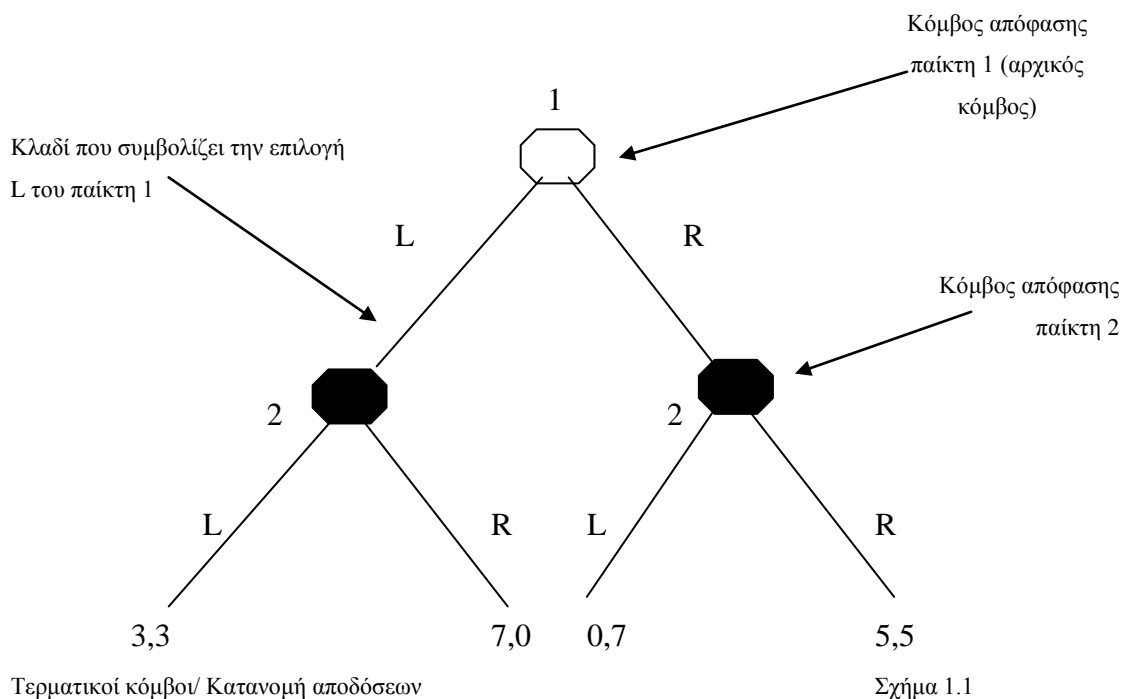 Κόμβος απόφασης
παίκτη 1 (αρχικός
κόμβος)
1
Κλαδί που συμβολίζει την επιλογή
L του παίκτη 1
L
R
Κόμβος απόφασης
παίκτη 2
2
2
L
R
L
R
3,3
7,0
0,7
5,5
Τερματικοί κόμβοι/ Κατανομή αποδόσεων
Σχήμα 1.1